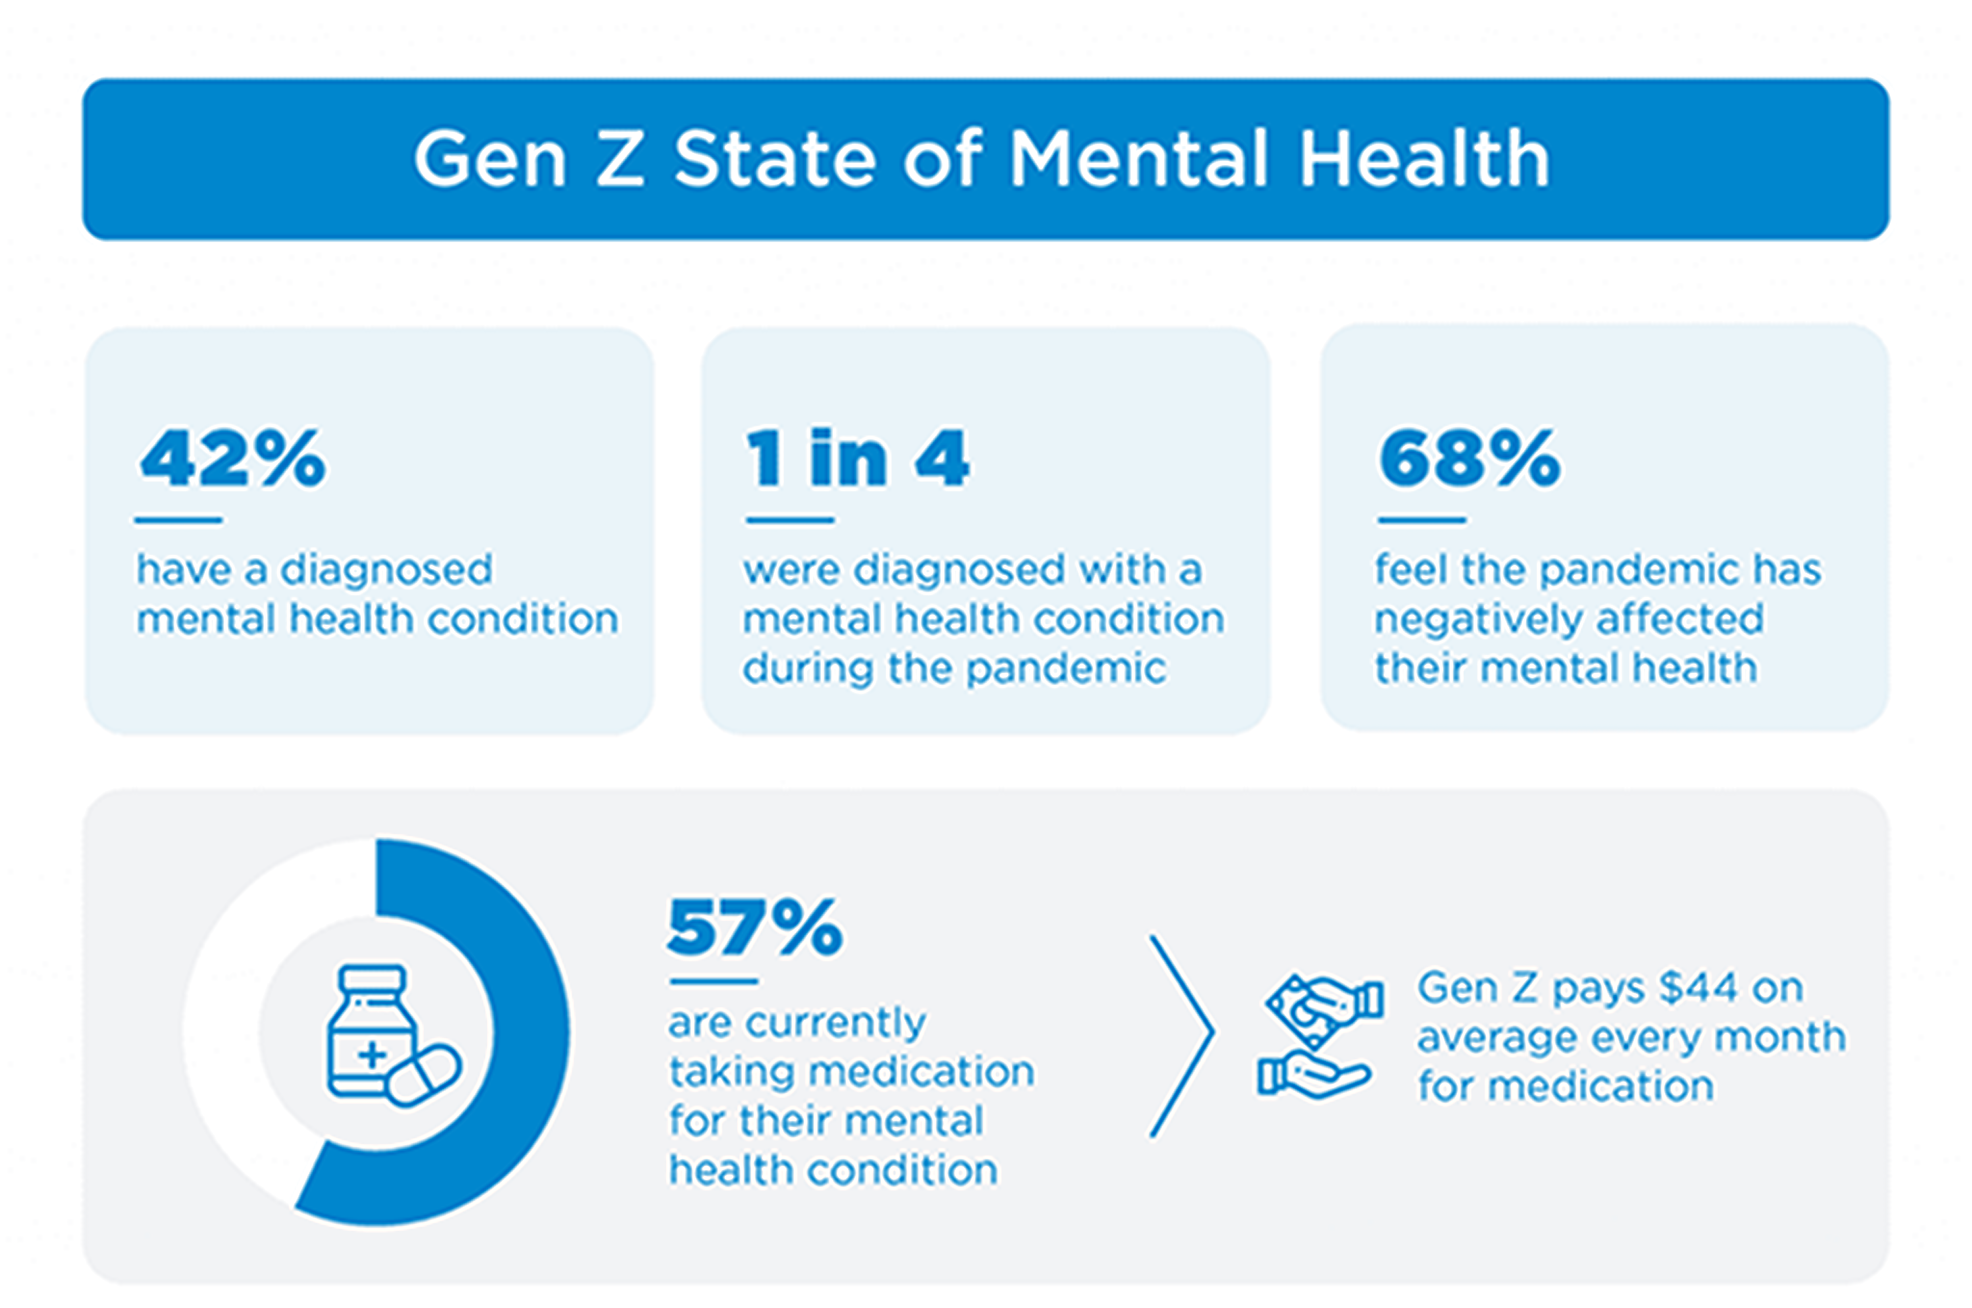 Gen Z State of Mental Health
42%
have a diagnosed
mental health condition
1 in 4
were diagnosed with a
mental health condition
during the pandemic
68%
feel the pandemic has
negatively affected
their mental health
57%
are currently
taking medication
for their mental
health condition
Gen Z pays $44 on
average every month
for medication